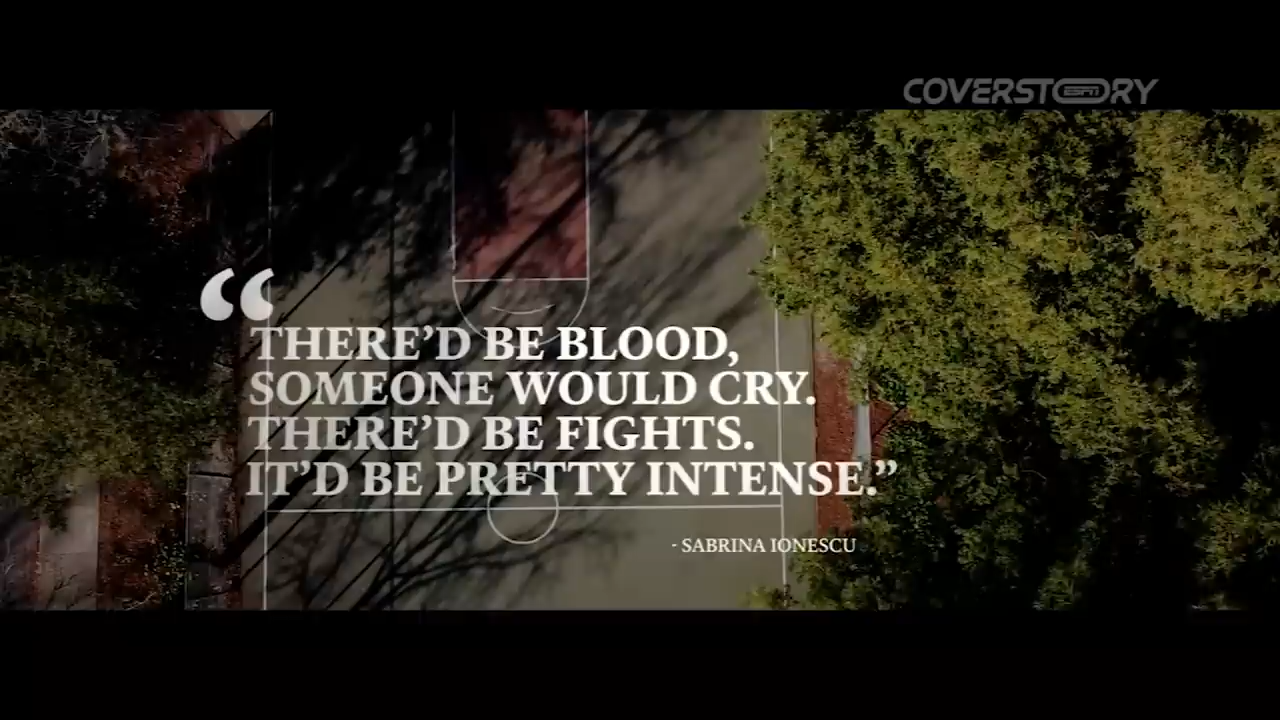 COVERSTORY
ESPN
“THERE’D BE BLOOD,
SOMEONE WOULD CRY.
THERE’D BE FIGHTS.
IT’D BE PRETTY INTENSE.”
- SABRINA IONESCU